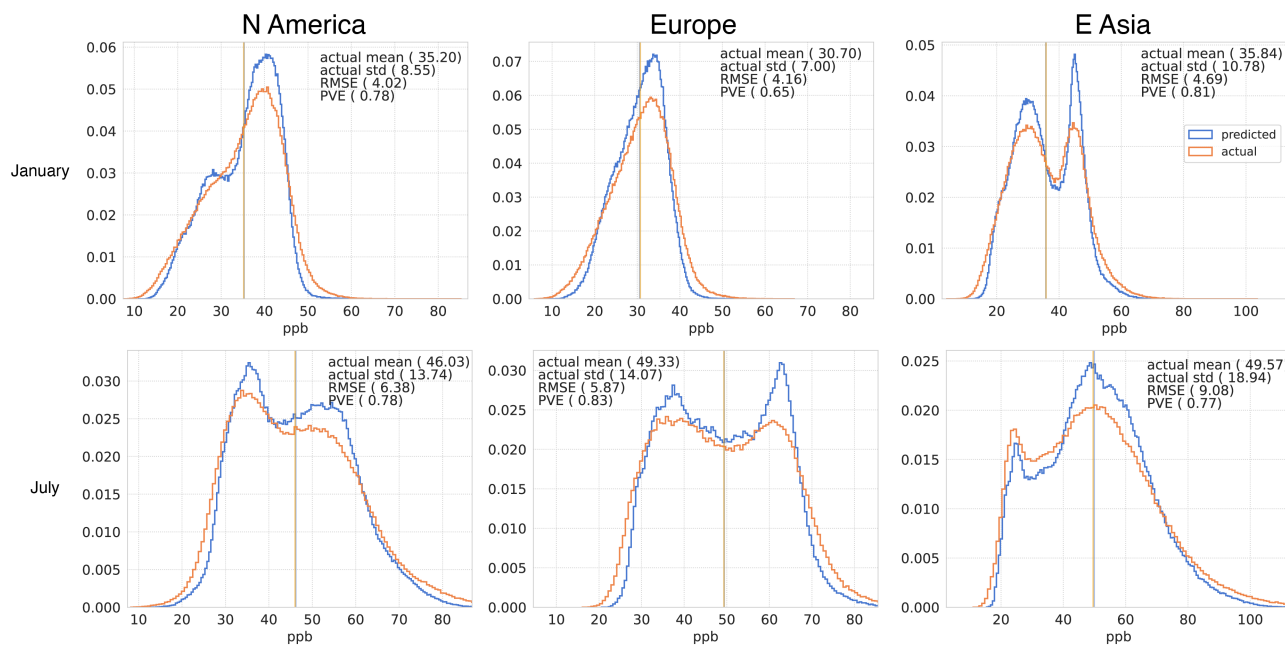 N America
Europe
E Asia
January
0.06
0.05
0.04
0.03
0.02
0.01
0.00
actual mean ( 35.20)
actual std ( 8.55)
RMSE ( 4.02)
PVE ( 0.78)
10 20 30 40 50 60 70 80
ppb
0.07
0.06
0.05
0.04
0.03
0.02
0.01
0.00
actual mean ( 30.70)
actual std ( 7.00)
RMSE ( 4.16)
PVE ( 0.65)
10 20 30 40 50 60 70 80
ppb
0.05
0.04
0.03
0.02
0.01
0.00
actual mean ( 35.84)
actual std ( 10.78)
RMSE ( 4.69)
PVE ( 0.81)
predicted
actual
20 40 60 80 100
ppb
July
0.030
0.025
0.020
0.015
0.010
0.005
0.000
actual mean ( 46.03)
actual std ( 13.74)
RMSE ( 6.38)
PVE ( 0.78)
10 20 30 40 50 60 70 80
ppb
0.030
0.025
0.020
0.015
0.010
0.005
0.000
actual mean ( 49.33)
actual std ( 14.07)
RMSE ( 5.87)
PVE ( 0.83)
10 20 30 40 50 60 70 80
ppb
0.025
0.020
0.015
0.010
0.005
0.000
actual mean ( 49.57
actual std ( 18.94)
RMSE ( 9.08)
PVE ( 0.77)
20 40 60 80 100
ppb